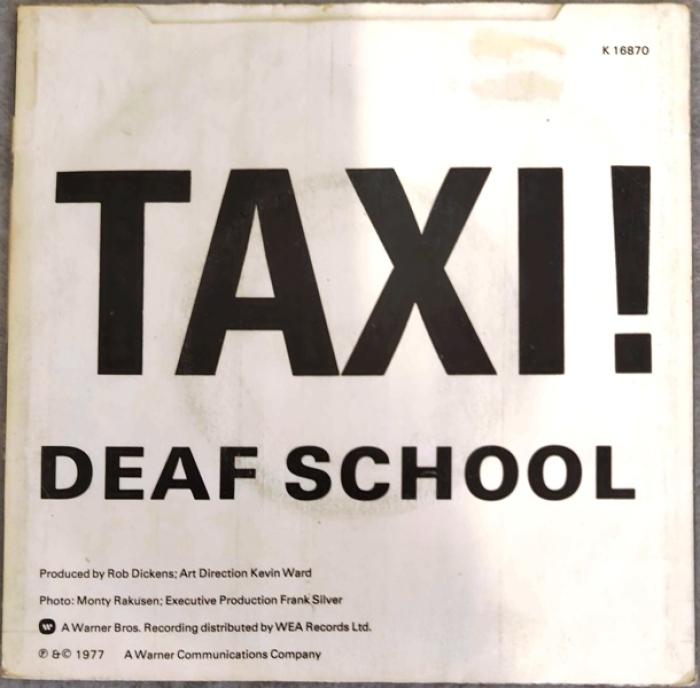 K 16870
TAXI!
DEAF SCHOOL
Produced by Rob Dickens; Art Direction Kevin Ward
Photo: Monty Rakusen; Executive Production Frank Silver
A Warner Bros. Recording distributed by WEA Records Ltd.
℗ & © 1977 A Warner Communications Company